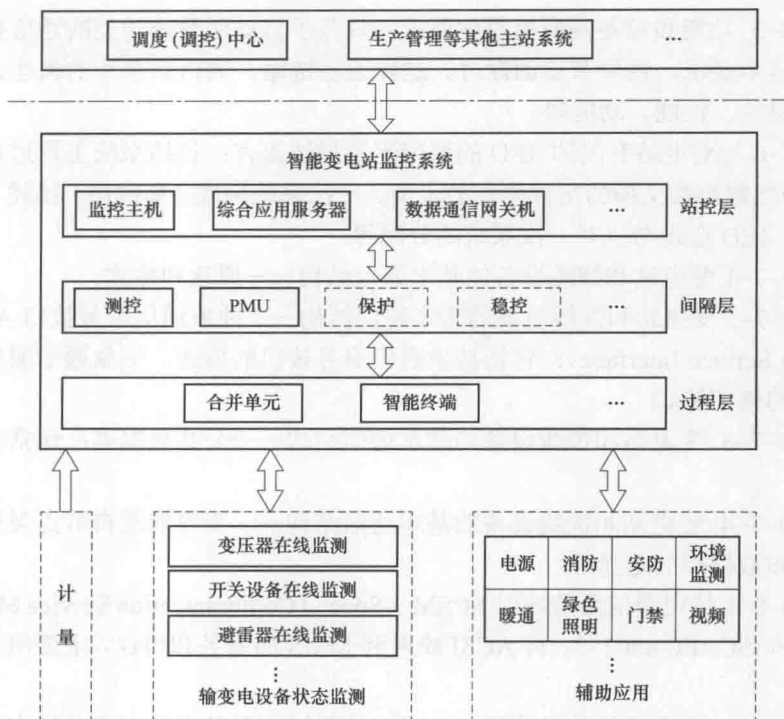 调度(调控)中心 生产管理等其他主站系统 ...
智能变电站监控系统
监控主机 综合应用服务器 数据通信网关机 ... 站控层
测控 PMU 保护 稳控 ... 间隔层
合并单元 智能终端 ... 过程层
计量
变压器在线监测
开关设备在线监测
避雷器在线监测
⋮
输变电设备状态监测
电源 消防 安防 环境监测
暖通 绿色照明 门禁 视频
⋮
辅助应用